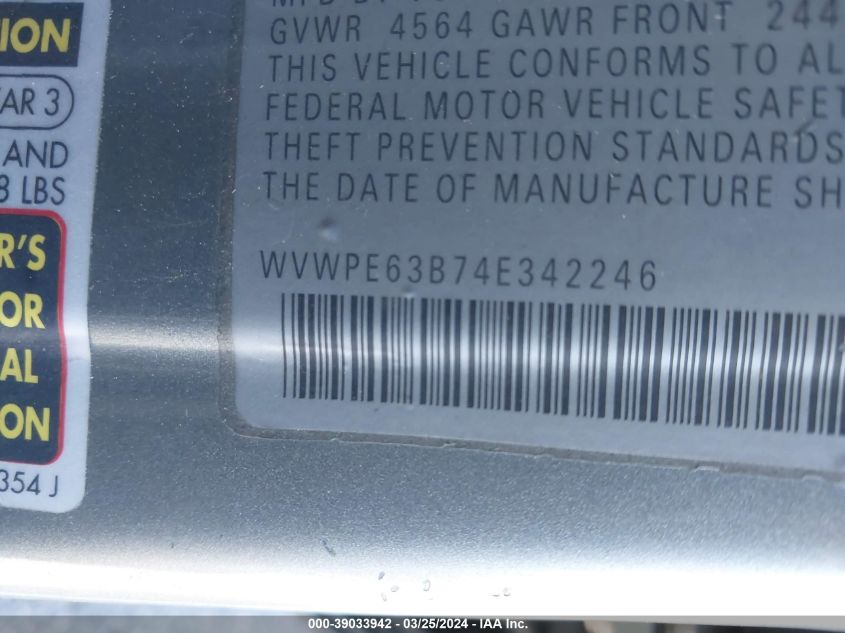 ION
AR 3
AND
8 LBS
R'S
OR
AL
ON
354 J
GVWR 4564 GAWR FRONT 244
THIS VEHICLE CONFORMS TO AL
FEDERAL MOTOR VEHICLE SAFET
THEFT PREVENTION STANDARDS
THE DATE OF MANUFACTURE SH
WVWPE63B74E342246
000-39033942 - 03/25/2024 - IAA Inc.